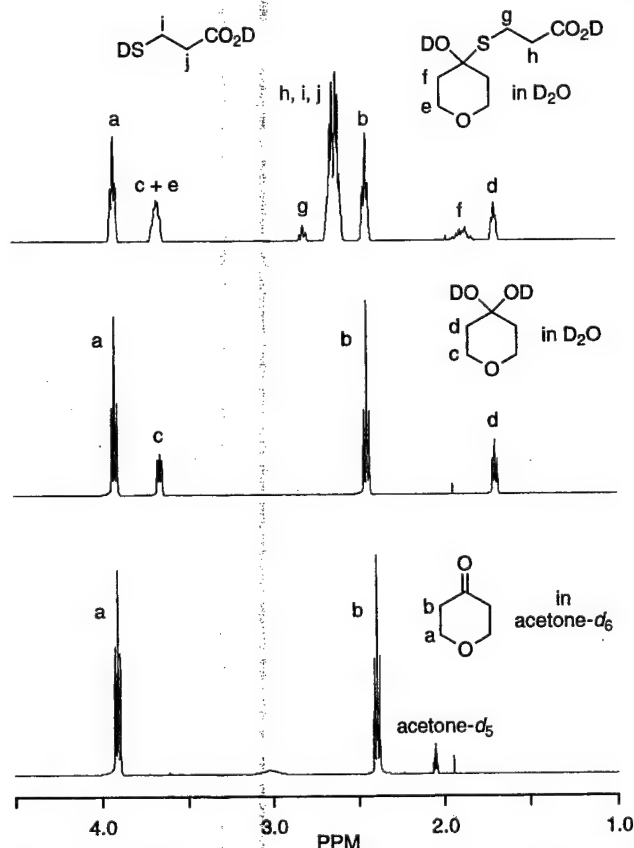 i
DS
CO₂D
j
g
DO
S
CO₂D
h
f
e
O
in D₂O
a
h, i, j
b
c + e
g
f
d
DO
OD
d
c
O
in D₂O
a
b
c
d
O
b
a
O
in
acetone-d₆
a
b
acetone-d₅
4.0
3.0
2.0
1.0
PPM